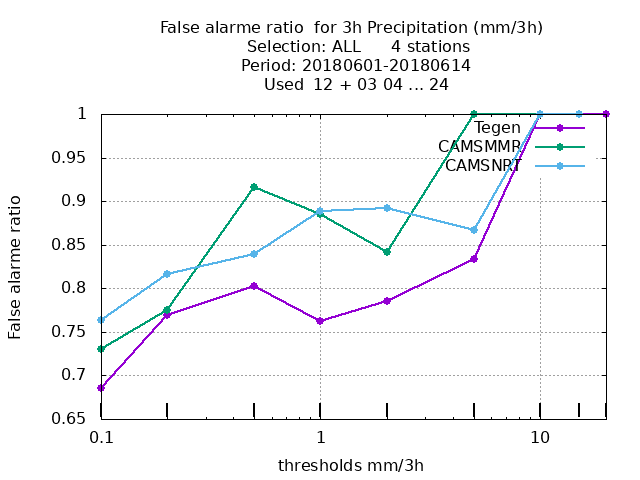 False alarme ratio  for 3h Precipitation (mm/3h)
Selection: ALL      4 stations
Period: 20180601-20180614
Used  12 + 03 04 ... 24
Tegen
CAMSMMR
CAMSNRT
1
0.95
0.9
0.85
0.8
0.75
0.7
0.65
False alarme ratio
0.1
1
10
thresholds mm/3h